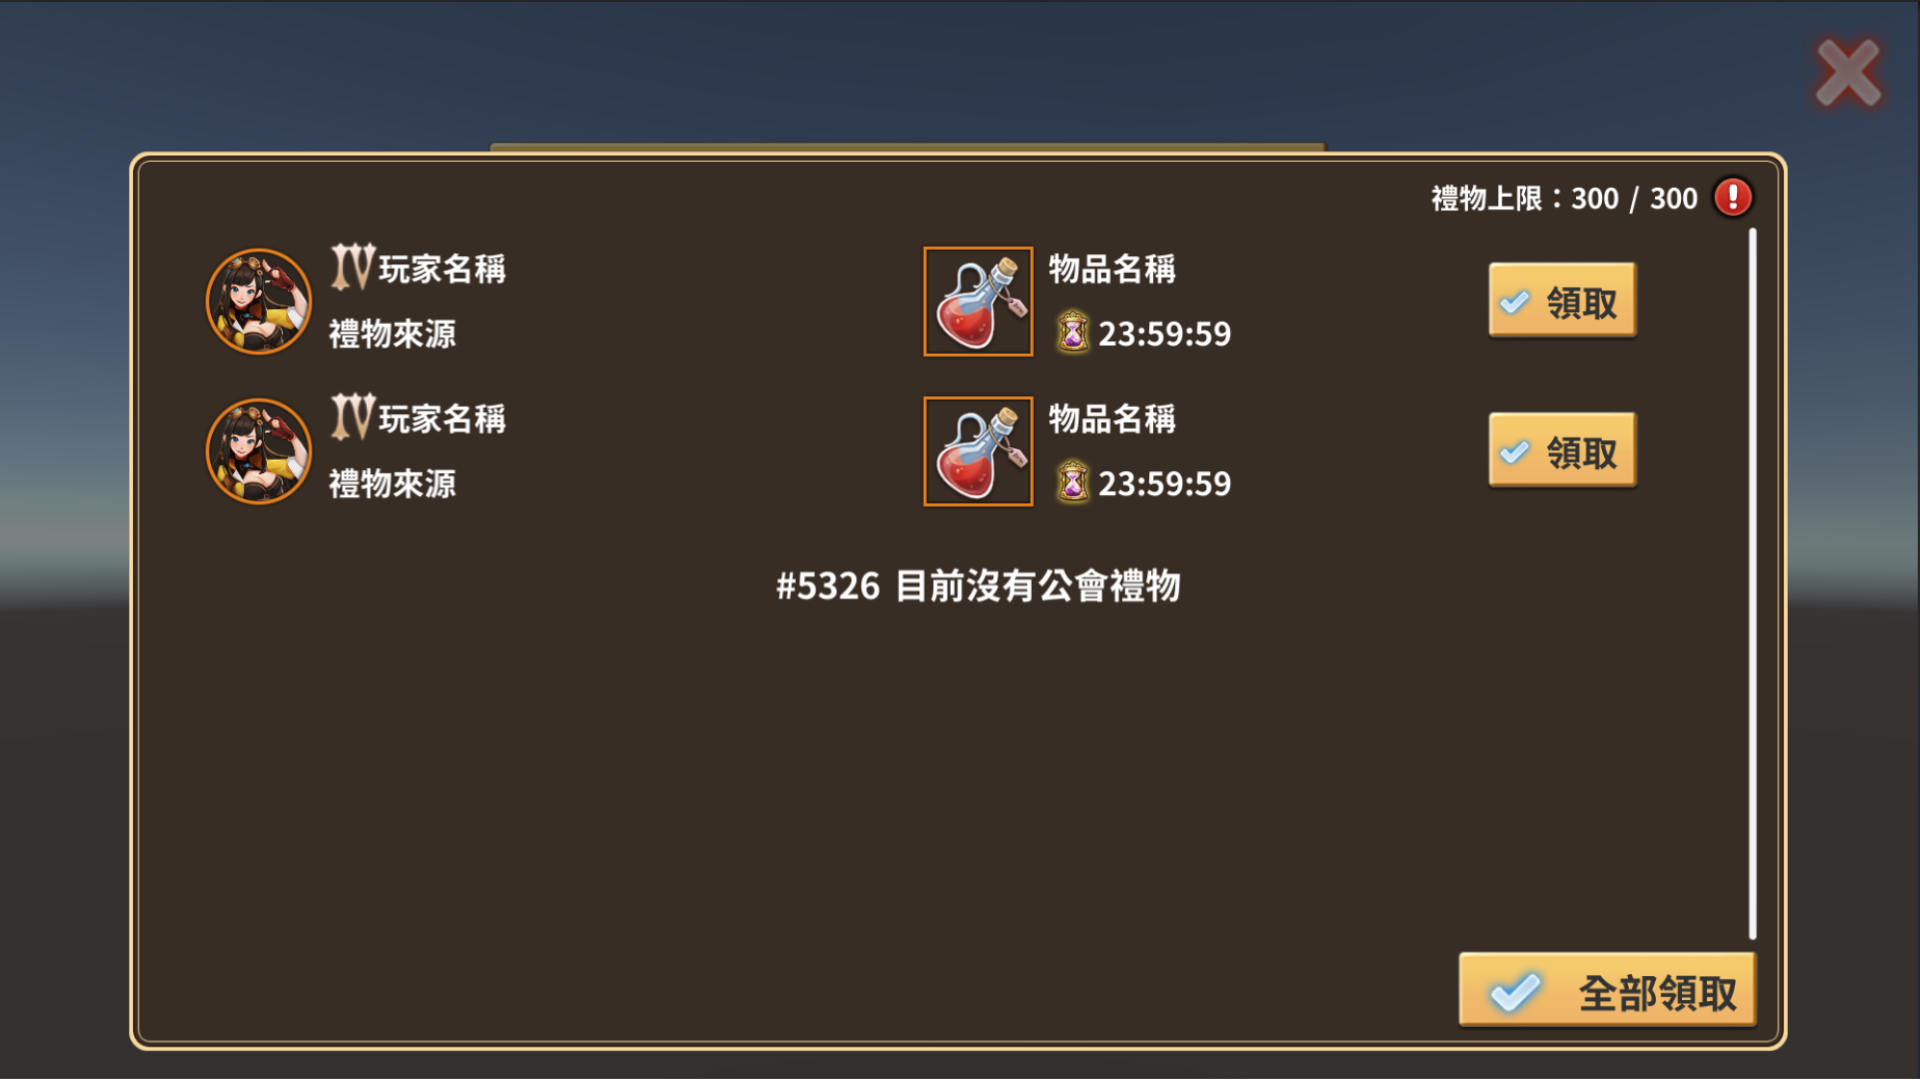 禮物上限：300 / 300
IV玩家名稱
禮物來源
物品名稱
23:59:59
領取
IV玩家名稱
禮物來源
物品名稱
23:59:59
領取
#5326 目前沒有公會禮物
全部領取